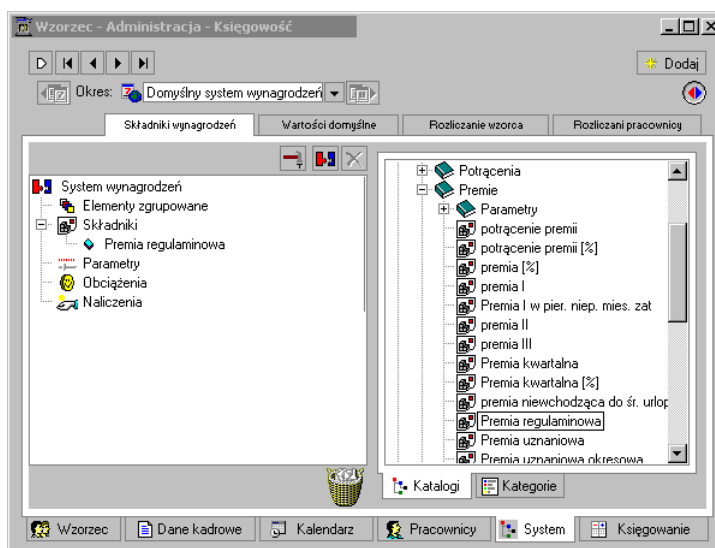 Wzorzec - Administracja - Księgowość
Dodaj
Okres: Domyślny system wynagrodzeń
Składniki wynagrodzeń Wartości domyślne Rozliczanie wzorca Rozliczani pracownicy
System wynagrodzeń
Elementy zgrupowane
Składniki
Premia regulaminowa
Parametry
Obciążenia
Naliczenia
Potrącenia
Premie
Parametry
potrącenie premii
potrącenie premii [%]
premia [%]
premia I
Premia I w pier. niep. mies. zat
premia II
premia III
Premia kwartalna
Premia kwartalna [%]
premia niewchodząca do śr. urlop
Premia regulaminowa
Premia uznaniowa
Premia uznaniowa okresowa
Katalogi Kategorie
Wzorzec Dane kadrowe Kalendarz Pracownicy System Księgowanie